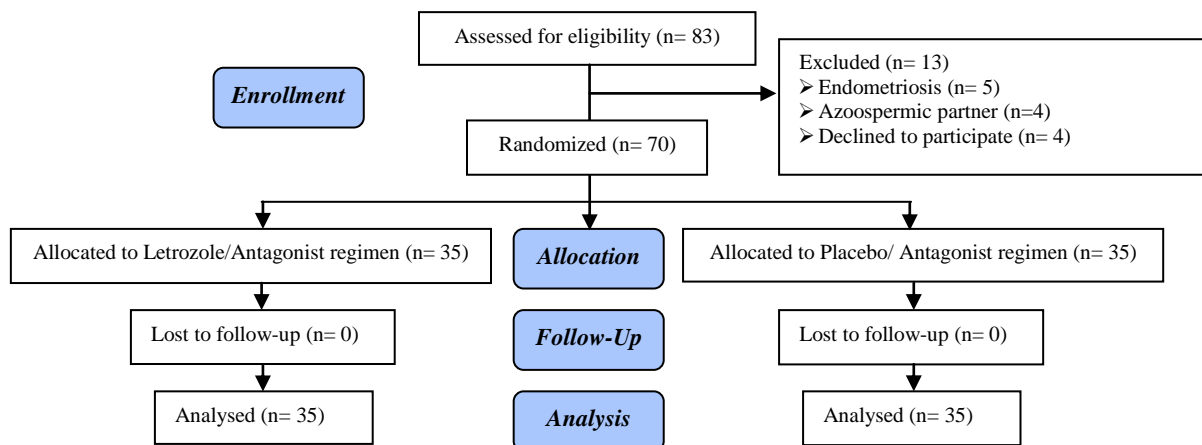 Assessed for eligibility (n= 83)
Excluded (n= 13)
➢ Endometriosis (n= 5)
➢ Azoospermic partner (n=4)
➢ Declined to participate (n= 4)
Enrollment
Randomized (n= 70)
Allocated to Letrozole/Antagonist regimen (n= 35)
Allocation
Allocated to Placebo/ Antagonist regimen (n= 35)
Lost to follow-up (n= 0)
Follow-Up
Lost to follow-up (n= 0)
Analysed (n= 35)
Analysis
Analysed (n= 35)